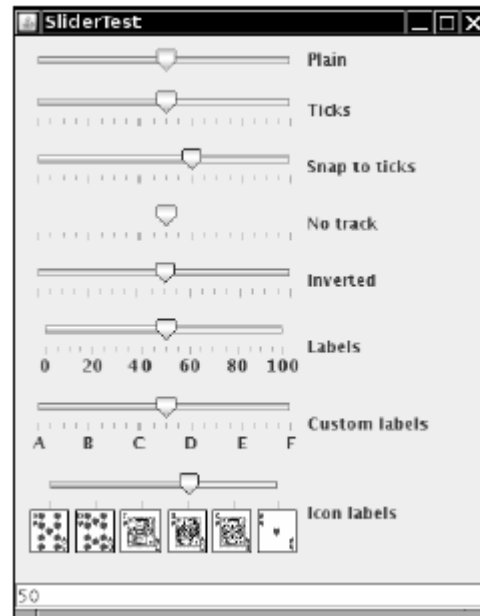 SliderTest
Plain
Ticks
Snap to ticks
No track
Inverted
Labels
0 20 40 60 80 100
Custom labels
A B C D E F
Icon labels
50